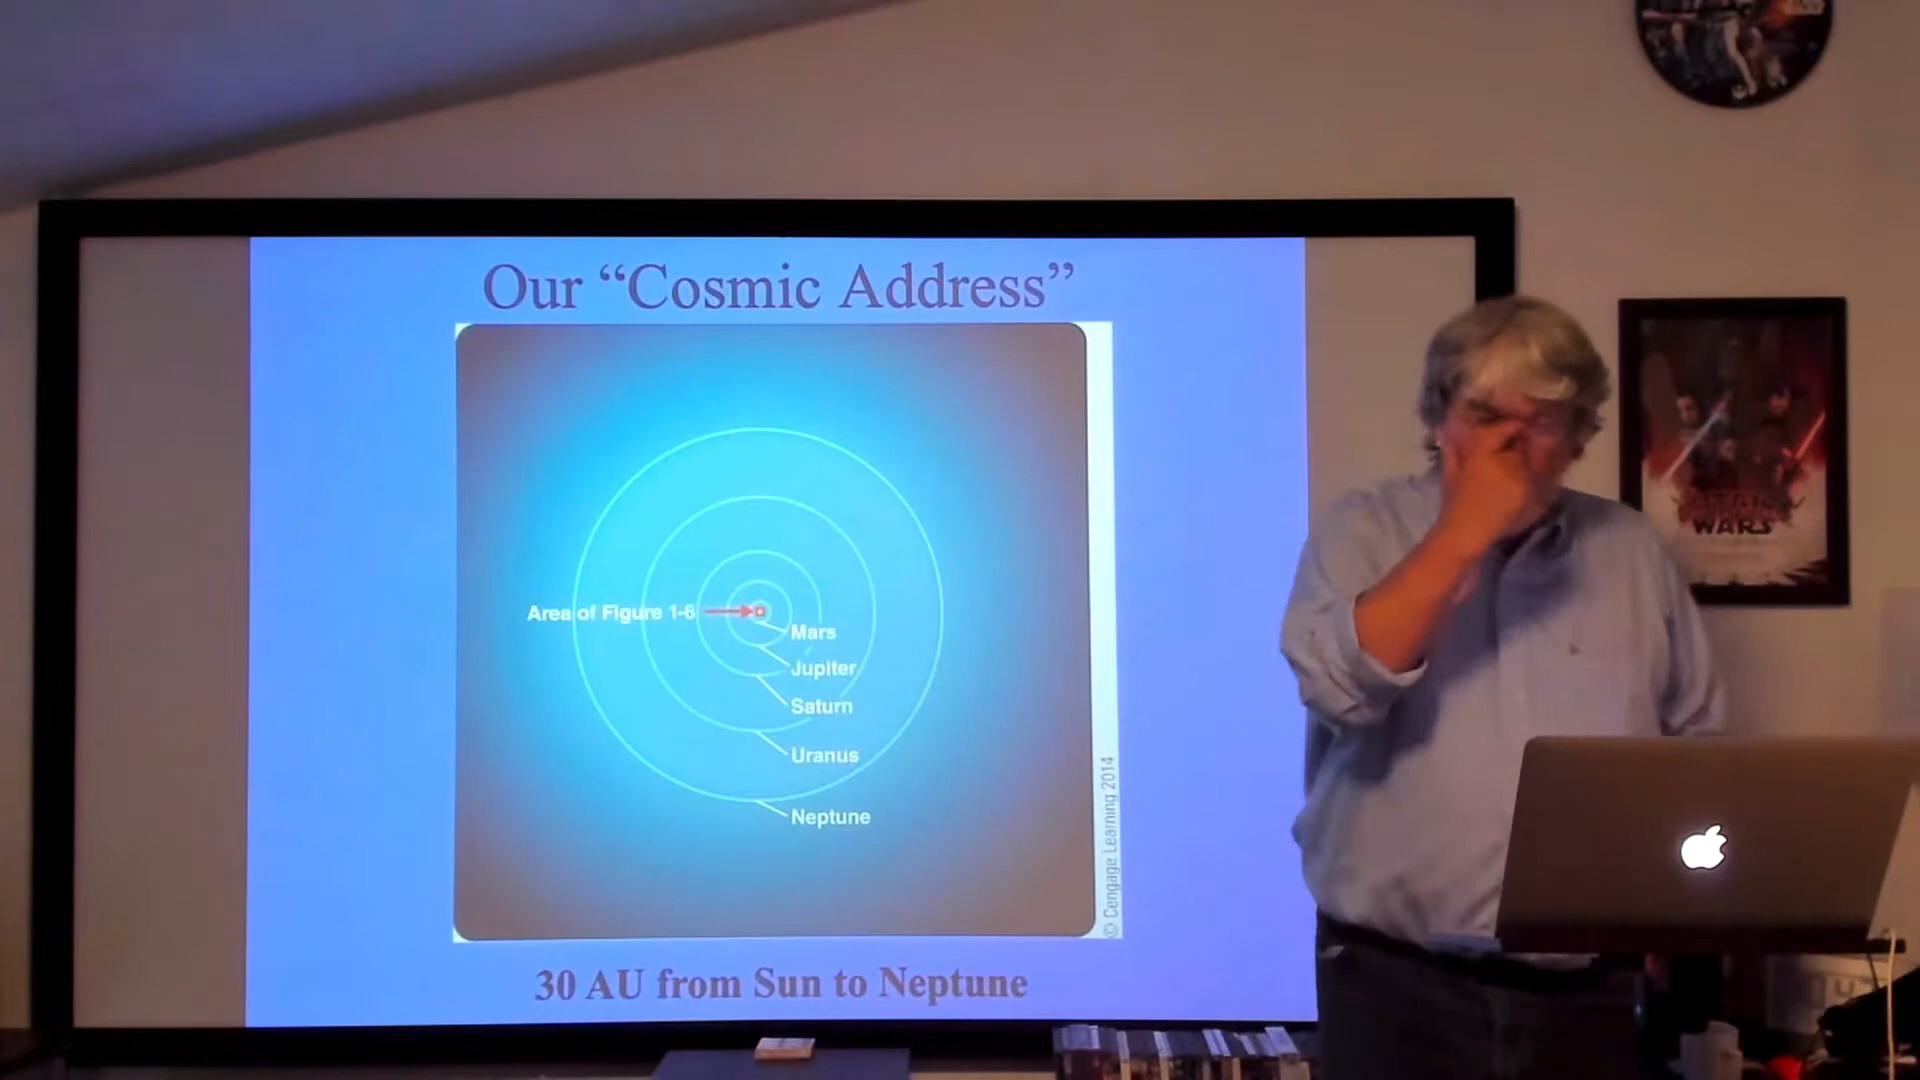 Our “Cosmic Address”
Area of Figure 1-6
Mars
Jupiter
Saturn
Uranus
Neptune
© Cengage Learning 2014
30 AU from Sun to Neptune
WARS